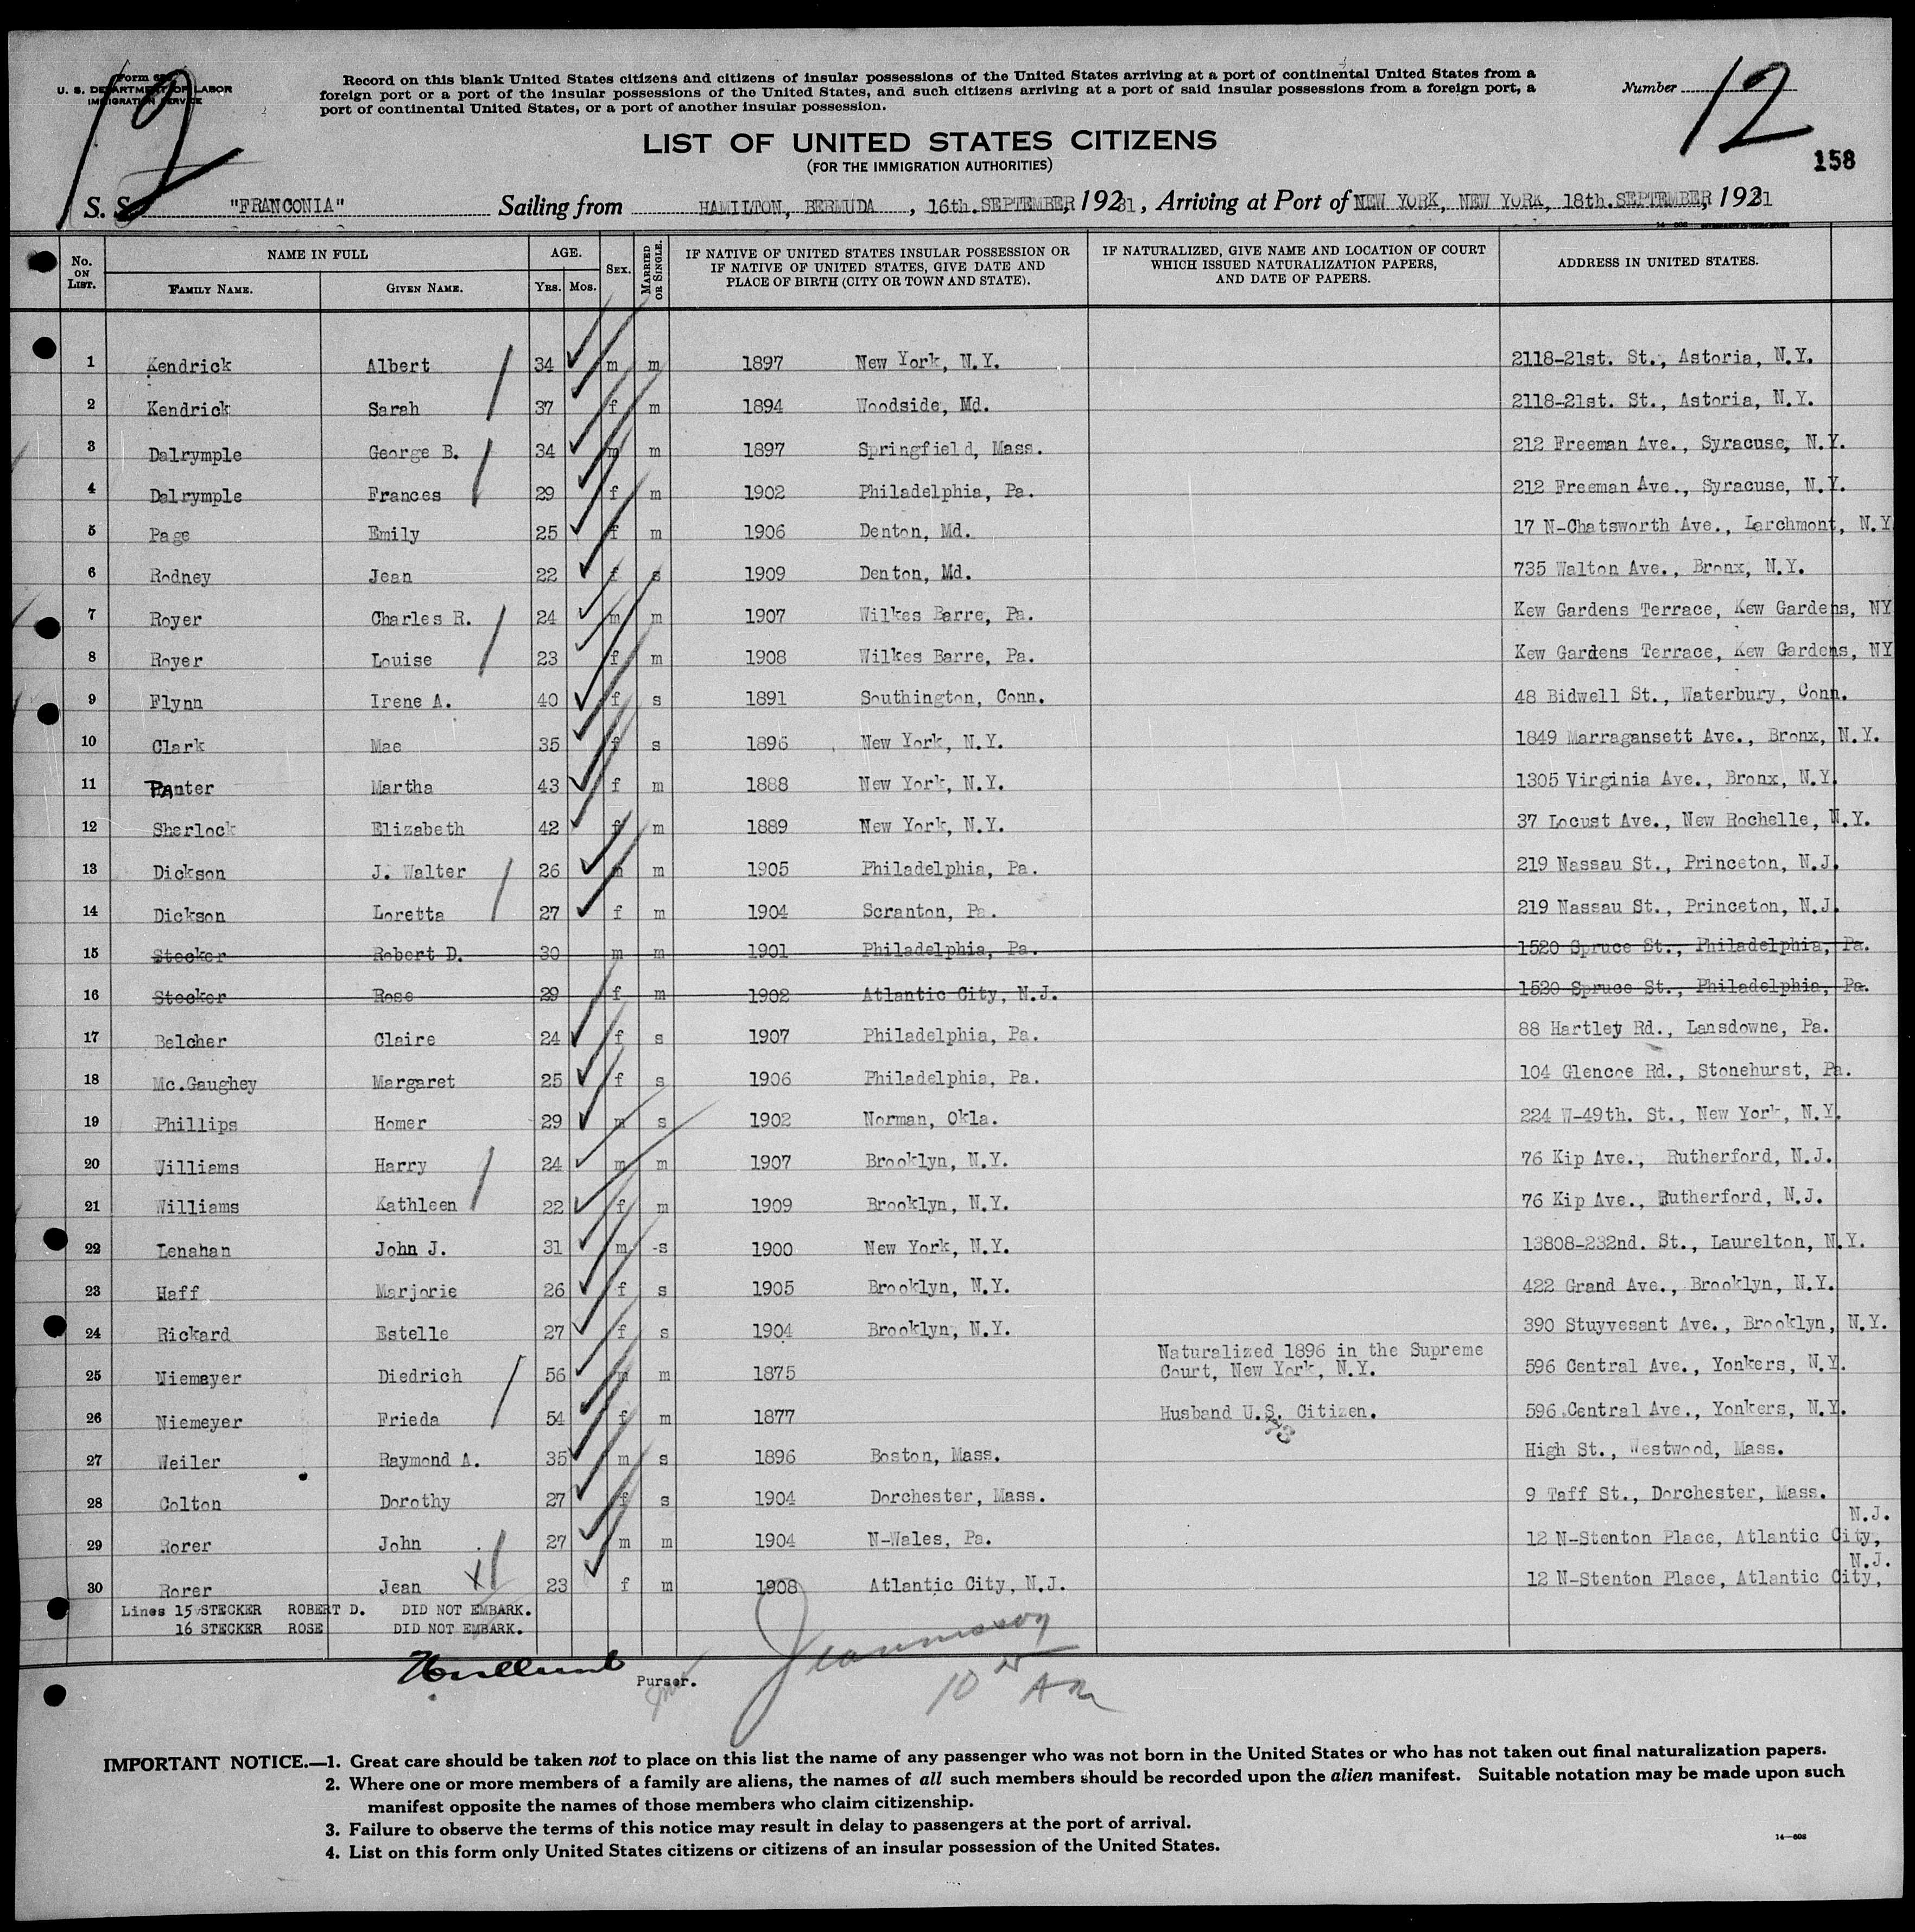 Form 630
U. S. DEPARTMENT OF LABOR
IMMIGRATION SERVICE
12
Record on this blank United States citizens and citizens of insular possessions of the United States arriving at a port of continental United States from a
foreign port or a port of the insular possessions of the United States, and such citizens arriving at a port of said insular possessions from a foreign port, a
port of continental United States, or a port of another insular possession.
Number 12
LIST OF UNITED STATES CITIZENS
(FOR THE IMMIGRATION AUTHORITIES)
158
S. S. "FRANCONIA" Sailing from HAMILTON, BERMUDA, 16th. SEPTEMBER, 19231, Arriving at Port of NEW YORK, NEW YORK, 18th. SEPTEMBER, 19231
No. ON LIST. NAME IN FULL FAMILY NAME. GIVEN NAME. AGE. YRS. MOS. SEX. MARRIED OR SINGLE. IF NATIVE OF UNITED STATES INSULAR POSSESSION OR IF NATIVE OF UNITED STATES, GIVE DATE AND PLACE OF BIRTH (CITY OR TOWN AND STATE). IF NATURALIZED, GIVE NAME AND LOCATION OF COURT WHICH ISSUED NATURALIZATION PAPERS, AND DATE OF PAPERS. ADDRESS IN UNITED STATES.
1 Kendrick Albert 34 m m 1897 New York, N.Y. 2118-21st. St., Astoria, N.Y.
2 Kendrick Sarah 37 f m 1894 Woodside, Md. 2118-21st. St., Astoria, N.Y.
3 Dalrymple George B. 34 m m 1897 Springfield, Mass. 212 Freeman Ave., Syracuse, N.Y.
4 Dalrymple Frances 29 f m 1902 Philadelphia, Pa. 212 Freeman Ave., Syracuse, N.Y.
5 Page Emily 25 f m 1906 Denton, Md. 17 N-Chatsworth Ave., Larchmont, N.Y
6 Rodney Jean 22 f s 1909 Denton, Md. 735 Walton Ave., Bronx, N.Y.
7 Royer Charles R. 24 m m 1907 Wilkes Barre, Pa. Kew Gardens Terrace, Kew Gardens, NY
8 Royer Louise 23 f m 1908 Wilkes Barre, Pa. Kew Gardens Terrace, Kew Gardens, NY
9 Flynn Irene A. 40 f s 1891 Southington, Conn. 48 Bidwell St., Waterbury, Conn.
10 Clark Mae 35 f s 1896 New York, N.Y. 1849 Marragansett Ave., Bronx, N.Y.
11 Panter Martha 43 f m 1888 New York, N.Y. 1305 Virginia Ave., Bronx, N.Y.
12 Sherlock Elizabeth 42 f m 1889 New York, N.Y. 37 Locust Ave., New Rochelle, N.Y.
13 Dickson J. Walter 26 m m 1905 Philadelphia, Pa. 219 Nassau St., Princeton, N.J.
14 Dickson Loretta 27 f m 1904 Scranton, Pa. 219 Nassau St., Princeton, N.J.
15 Stecker Robert D. 30 m m 1901 Philadelphia, Pa. 1520 Spruce St., Philadelphia, Pa.
16 Stecker Rose 29 f m 1902 Atlantic City, N.J. 1520 Spruce St., Philadelphia, Pa.
17 Belcher Claire 24 f s 1907 Philadelphia, Pa. 88 Hartley Rd., Lansdowne, Pa.
18 Mc.Gaughey Margaret 25 f s 1906 Philadelphia, Pa. 104 Glencoe Rd., Stonehurst, Pa.
19 Phillips Homer 29 m s 1902 Norman, Okla. 224 W-49th. St., New York, N.Y.
20 Williams Harry 24 m m 1907 Brooklyn, N.Y. 76 Kip Ave., Rutherford, N.J.
21 Williams Kathleen 22 f m 1909 Brooklyn, N.Y. 76 Kip Ave., Rutherford, N.J.
22 Lenahan John J. 31 m s 1900 New York, N.Y. 13808-232nd. St., Laurelton, N.Y.
23 Haff Marjorie 26 f s 1905 Brooklyn, N.Y. 422 Grand Ave., Brooklyn, N.Y.
24 Rickard Estelle 27 f s 1904 Brooklyn, N.Y. 390 Stuyvesant Ave., Brooklyn, N.Y.
25 Niemeyer Diedrich 56 m m 1875 Naturalized 1896 in the Supreme Court, New York, N.Y. 596 Central Ave., Yonkers, N.Y.
26 Niemeyer Frieda 54 f m 1877 Husband U.S. Citizen. 596 Central Ave., Yonkers, N.Y.
27 Weiler Raymond A. 35 m s 1896 Boston, Mass. High St., Westwood, Mass.
28 Colton Dorothy 27 f s 1904 Dorchester, Mass. 9 Taff St., Dorchester, Mass.
29 Rorer John 27 m m 1904 N-Wales, Pa. 12 N-Stenton Place, Atlantic City, N.J.
30 Rorer Jean 23 f m 1908 Atlantic City, N.J. 12 N-Stenton Place, Atlantic City, N.J.
Lines 15 STECKER ROBERT D. DID NOT EMBARK.
16 STECKER ROSE DID NOT EMBARK.
Purser.
10
IMPORTANT NOTICE.—1. Great care should be taken not to place on this list the name of any passenger who was not born in the United States or who has not taken out final naturalization papers.
2. Where one or more members of a family are aliens, the names of all such members should be recorded upon the alien manifest. Suitable notation may be made upon such
manifest opposite the names of those members who claim citizenship.
3. Failure to observe the terms of this notice may result in delay to passengers at the port of arrival.
4. List on this form only United States citizens or citizens of an insular possession of the United States.
14—608